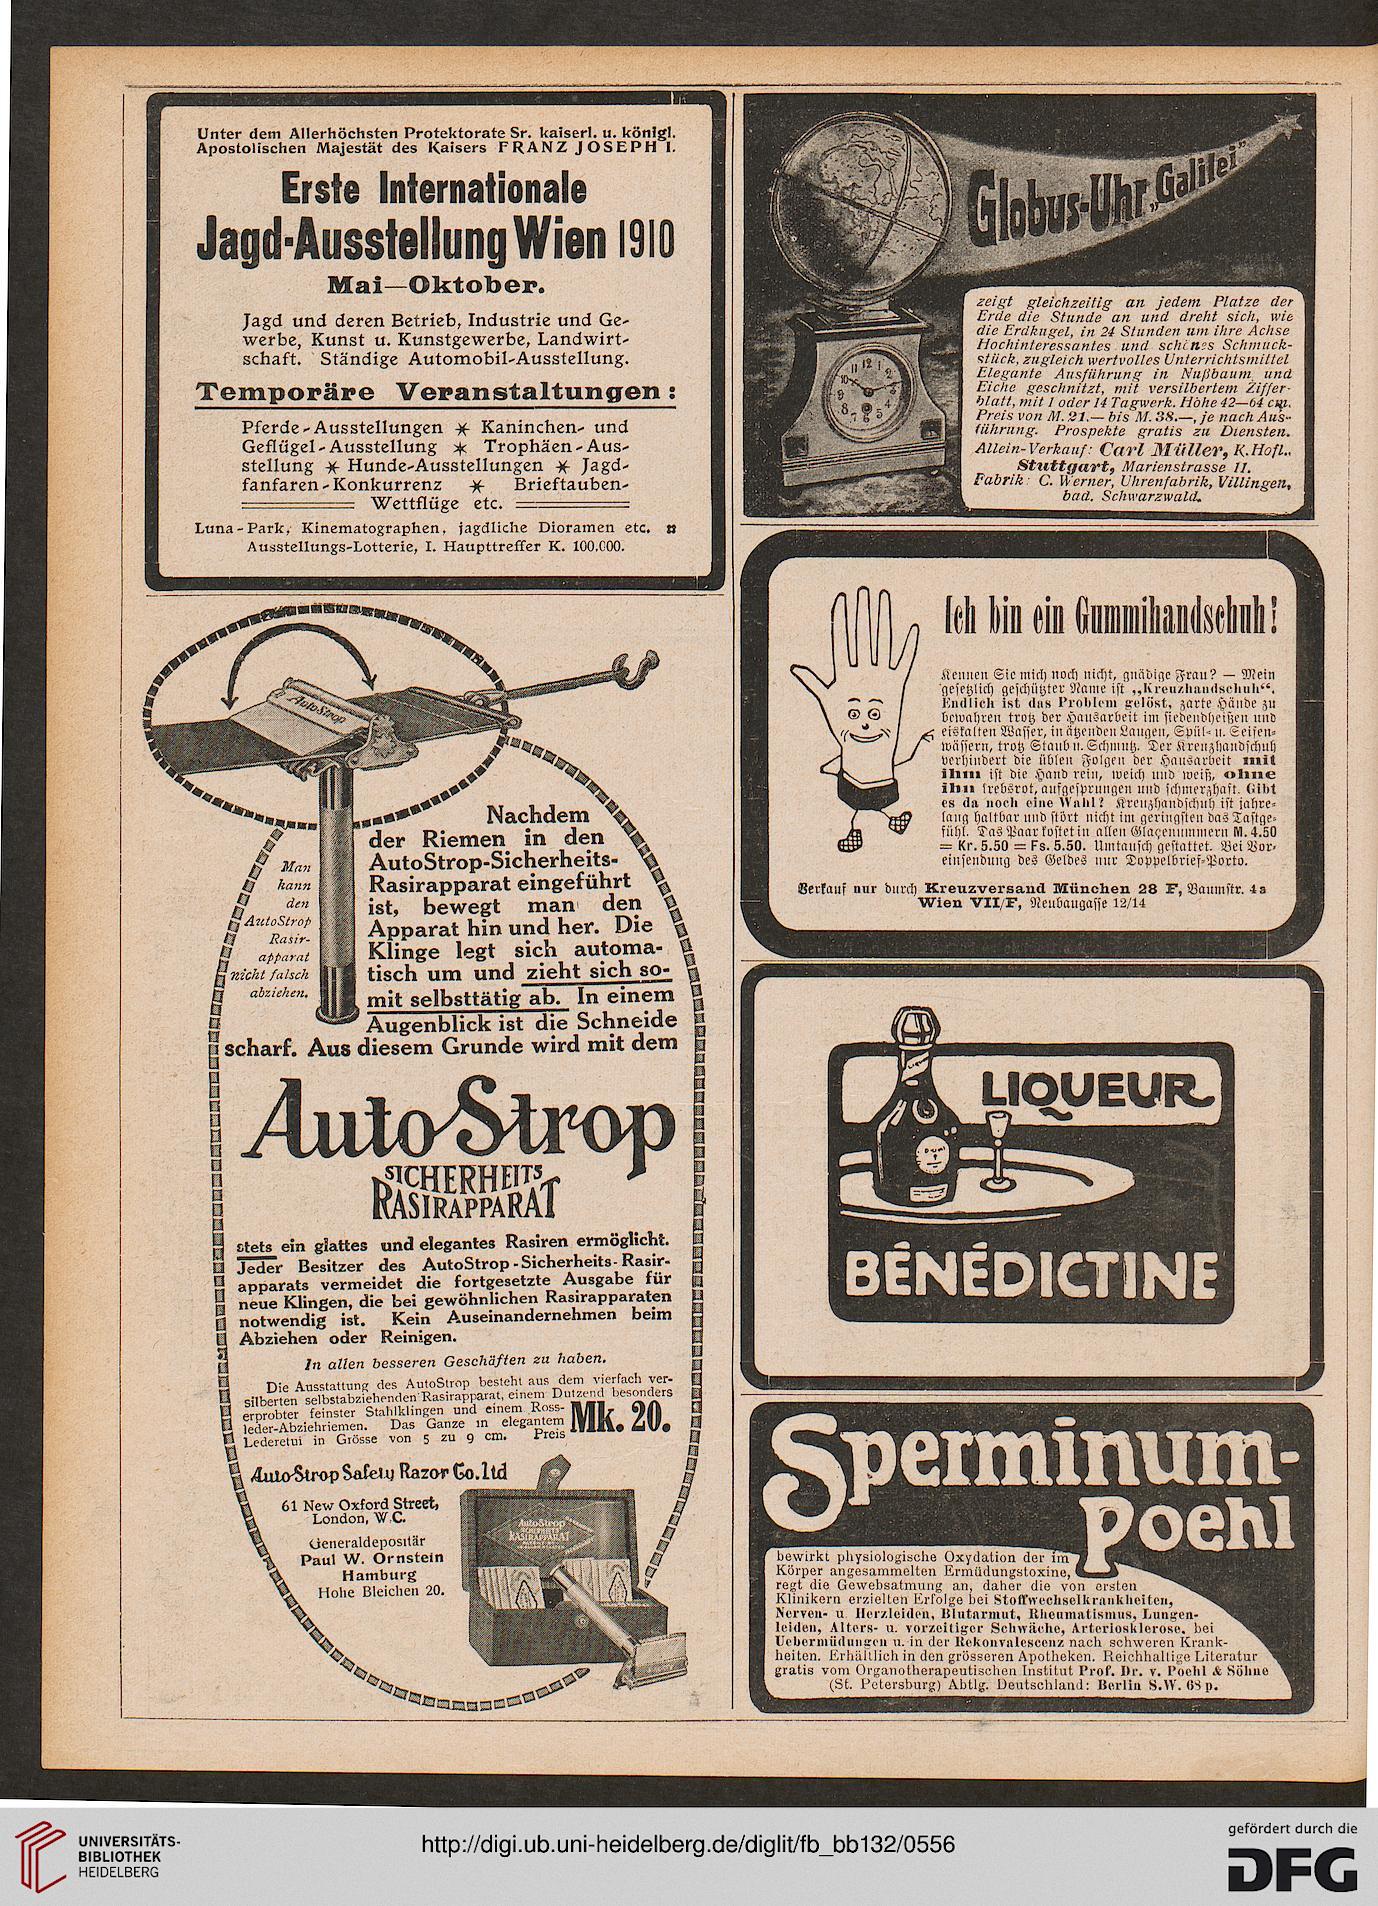 Unter dem Allerhöchsten Protektorate Sr. kaiserl. u. königl.
Apostolischen Majestät des Kaisers FRANZ JOSEPH I.
Erste Internationale
Jagd-Ausstellung Wien 1910
Mai—Oktober.
Jagd und deren Betrieb, Industrie und Ge-
werbe, Kunst u. Kunstgewerbe, Landwirt-
schaft. Ständige Automobil-Ausstellung.
Temporäre Veranstaltungen:
Pferde-Ausstellungen * Kaninchen- und
Geflügel-Ausstellung * Trophäen-Aus-
stellung * Hunde-Ausstellungen * Jagd-
fanfaren-Konkurrenz * Brieftauben-
Wettflüge etc.
Luna-Park, Kinematographen, jagdliche Dioramen etc.
Ausstellungs-Lotterie, I. Haupttreffer K. 100.000.
AutoStrop
Man
kann
den
AutoStrop
Rasir-
apparat
nicht falsch
abziehen.
Nachdem
der Riemen in den
AutoStrop-Sicherheits-
Rasirapparat eingeführt
ist, bewegt man den
Apparat hin und her. Die
Klinge legt sich automa-
tisch um und zieht sich so-
mit selbsttätig ab. In einem
Augenblick ist die Schneide
scharf. Aus diesem Grunde wird mit dem
AutoStrop
SICHERHEITS
RASIRAPPARAT
stets ein glattes und elegantes Rasiren ermöglicht.
Jeder Besitzer des AutoStrop-Sicherheits-Rasir-
apparats vermeidet die fortgesetzte Ausgabe für
neue Klingen, die bei gewöhnlichen Rasirapparaten
notwendig ist. Kein Auseinandernehmen beim
Abziehen oder Reinigen.
In allen besseren Geschäften zu haben.
Die Ausstattung des AutoStrop besteht aus dem vierfach ver-
silberten selbstabziehenden Rasirapparat, einem Dutzend besonders
erprobter feinster Stahlklingen und einem Ross-
leder-Abziehriemen. Das Ganze in elegantem
Lederetui in Grösse von 5 zu 9 cm. Preis Mk. 20.
AutoStrop Safety Razor Co. Ltd
61 New Oxford Street,
London, W.C.
Generaldepositär
Paul W. Ornstein
Hamburg
Hohe Bleichen 20.
AutoStrop
SICHERHEITS
RASIRAPPARAT
Globus-Uhr „Galilei"
12
zeigt gleichzeitig an jedem Platze der
Erde die Stunde an und dreht sich, wie
die Erdkugel, in 24 Stunden um ihre Achse
Hochinteressantes und schönes Schmuck-
stück, zugleich wertvolles Unterrichtsmittel
Elegante Ausführung in Nußbaum und
Eiche geschnitzt, mit versilbertem Ziffer-
blatt, mit 1 oder 14 Tagwerk. Höhe 42—64 cm.
Preis von M. 21.— bis M. 38.—, je nach Aus-
führung. Prospekte gratis zu Diensten.
Allein-Verkauf: Carl Müller, K. Hofl.,
Stuttgart, Marienstrasse 11.
Fabrik: C. Werner, Uhrenfabrik, Villingen,
bad. Schwarzwald.
Ich bin ein Gummihandschuh!
Kennen Sie mich noch nicht, gnädige Frau? — Mein
gesetzlich geschützter Name ist „Kreuzhandschuh“.
Endlich ist das Problem gelöst, zarte Hände zu
bewahren trotz der Hausarbeit im siedendheißen und
eiskalten Wasser, in ätzenden Laugen, Spül- u. Seifen-
wässern, trotz Staub u. Schmutz. Der Kreuzhandschuh
verhindert die üblen Folgen der Hausarbeit mit
ihm ist die Hand rein, weich und weiß, ohne
ihn krebsrot, aufgesprungen und schmerzhaft. Gibt
es da noch eine Wahl? Kreuzhandschuh ist jahre-
lang haltbar und stört nicht im geringsten das Tastge-
fühl. Das Paar kostet in allen Glacénummern M. 4.50
= Kr. 5.50 = Fs. 5.50. Umtausch gestattet. Bei Vor-
einsendung des Geldes nur Doppelbrief-Porto.
Verkauf nur durch Kreuzversand München 28 F, Baumstr. 4a
Wien VII/F, Neubaugasse 12/14
LIQUEUR
BÉNÉDICTINE
Sperminum-
Poehl
bewirkt physiologische Oxydation der im
Körper angesammelten Ermüdungstoxine,
regt die Gewebsatmung an, daher die von ersten
Klinikern erzielten Erfolge bei Stoffwechselkrankheiten,
Nerven- u. Herzleiden, Blutarmut, Rheumatismus, Lungen-
leiden, Alters- u. vorzeitiger Schwäche, Arteriosklerose, bei
Uebermüdungen u. in der Rekonvalescenz nach schweren Krank-
heiten. Erhältlich in den grösseren Apotheken. Reichhaltige Literatur
gratis vom Organotherapeutischen Institut Prof. Dr. v. Poehl & Söhne
(St. Petersburg) Abtlg. Deutschland: Berlin S.W. 68 p.
UNIVERSITÄTS-
BIBLIOTHEK
HEIDELBERG
http://digi.ub.uni-heidelberg.de/diglit/fb_bb132/0556
gefördert durch die
DFG